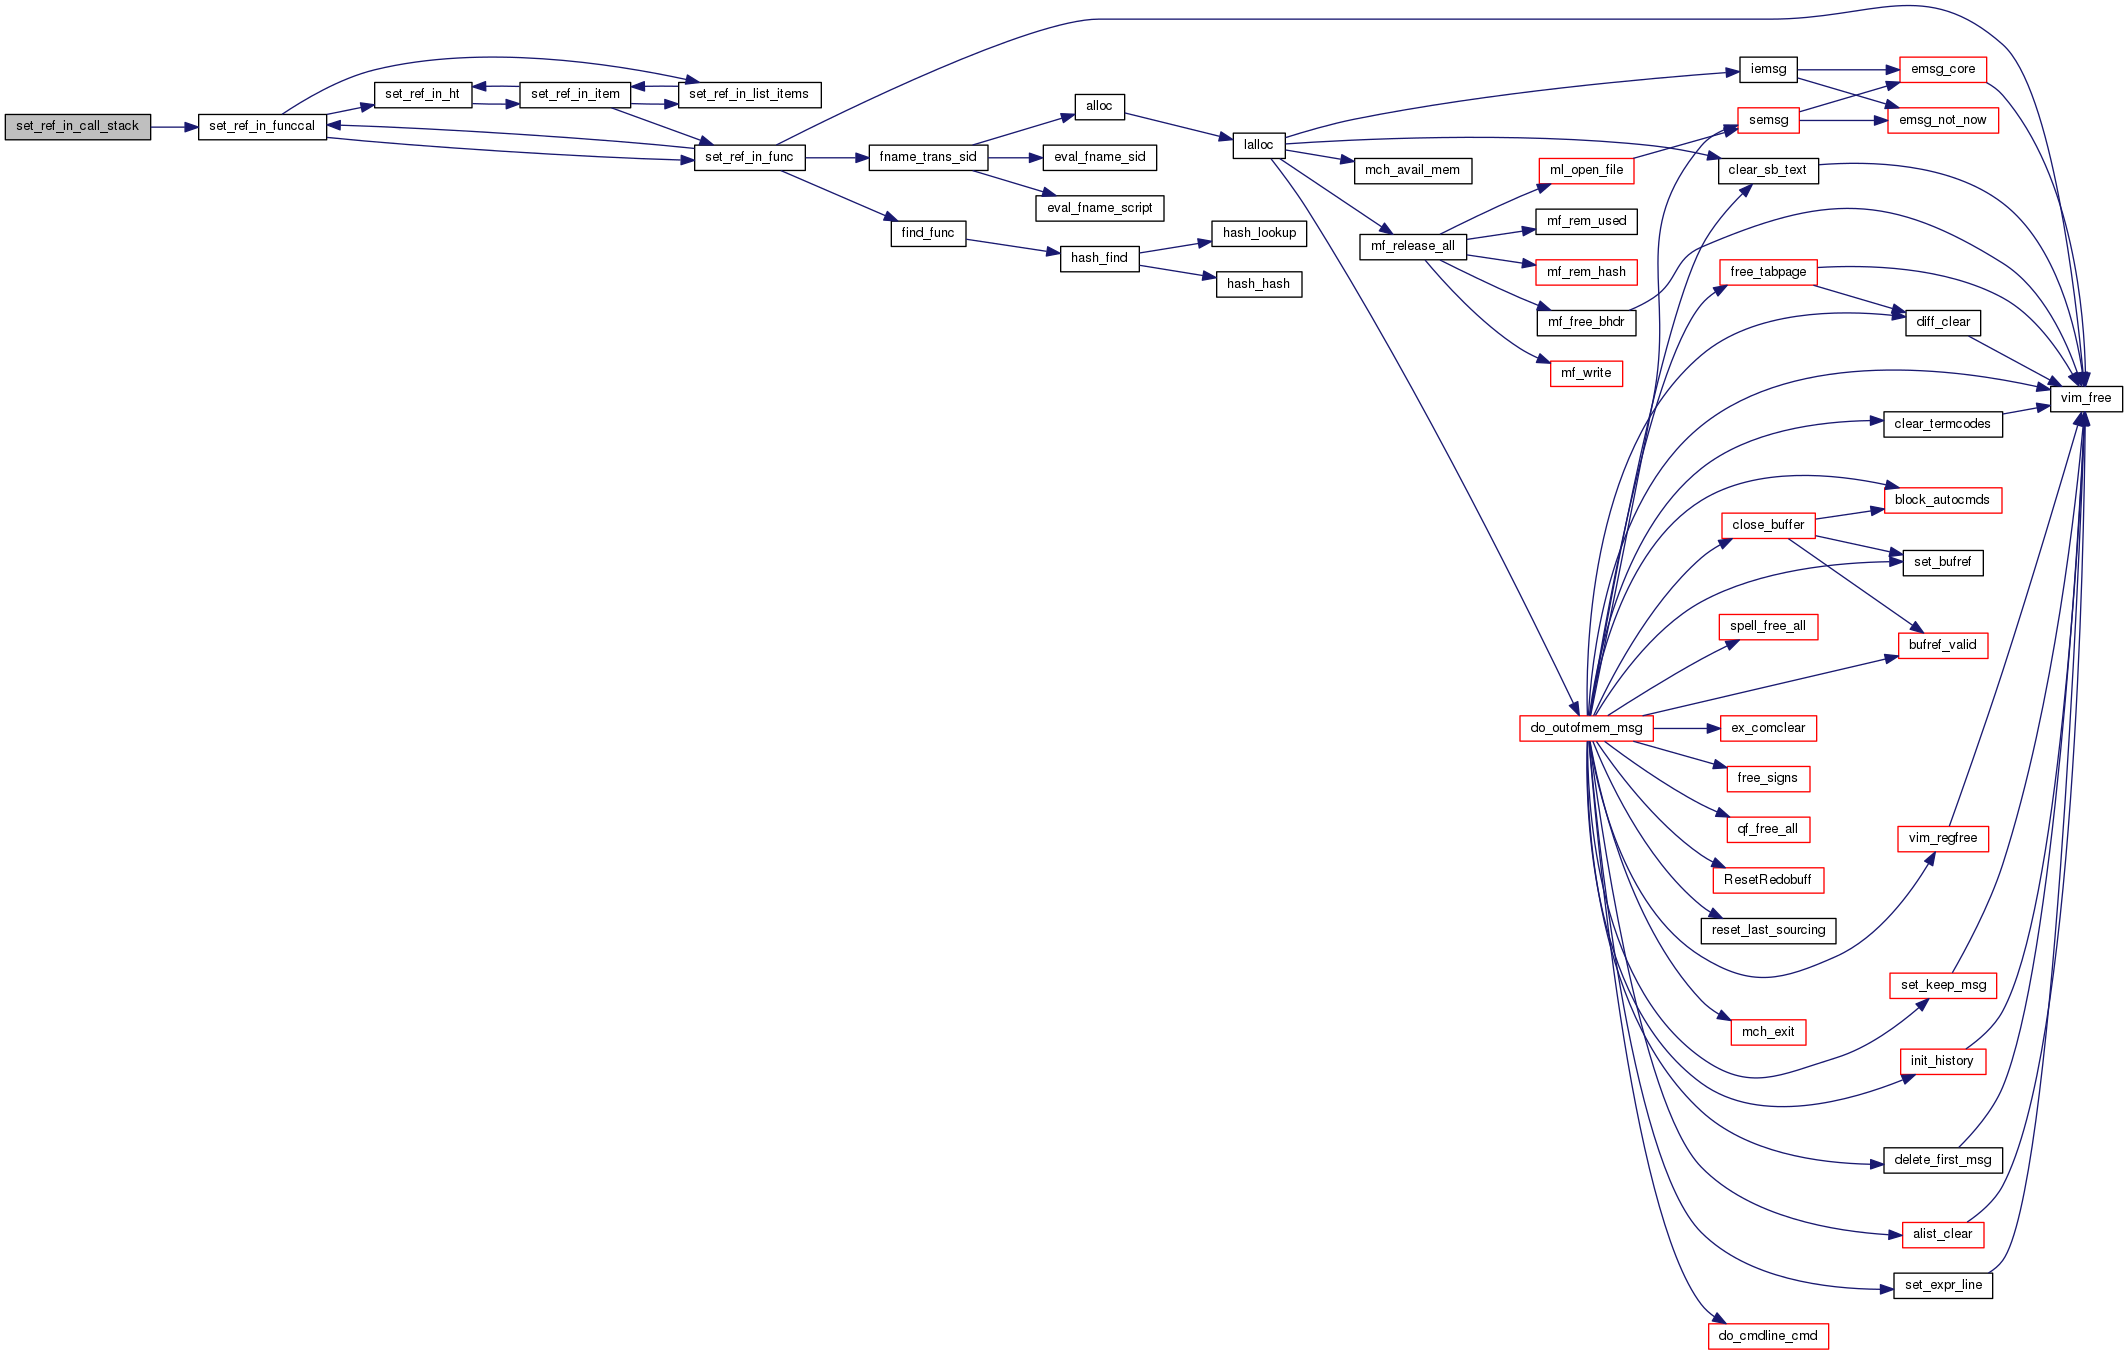 set_ref_in_call_stack
set_ref_in_funccal
set_ref_in_ht
set_ref_in_item
set_ref_in_list_items
set_ref_in_func
fname_trans_sid
find_func
alloc
eval_fname_sid
eval_fname_script
hash_find
hash_lookup
hash_hash
lalloc
mch_avail_mem
mf_release_all
ml_open_file
mf_rem_used
mf_rem_hash
mf_free_bhdr
mf_write
do_outofmem_msg
iemsg
semsg
clear_sb_text
free_tabpage
close_buffer
spell_free_all
ex_comclear
free_signs
qf_free_all
ResetRedobuff
reset_last_sourcing
mch_exit
do_cmdline_cmd
emsg_core
emsg_not_now
diff_clear
clear_termcodes
block_autocmds
set_bufref
bufref_valid
vim_regfree
set_keep_msg
init_history
delete_first_msg
alist_clear
set_expr_line
vim_free